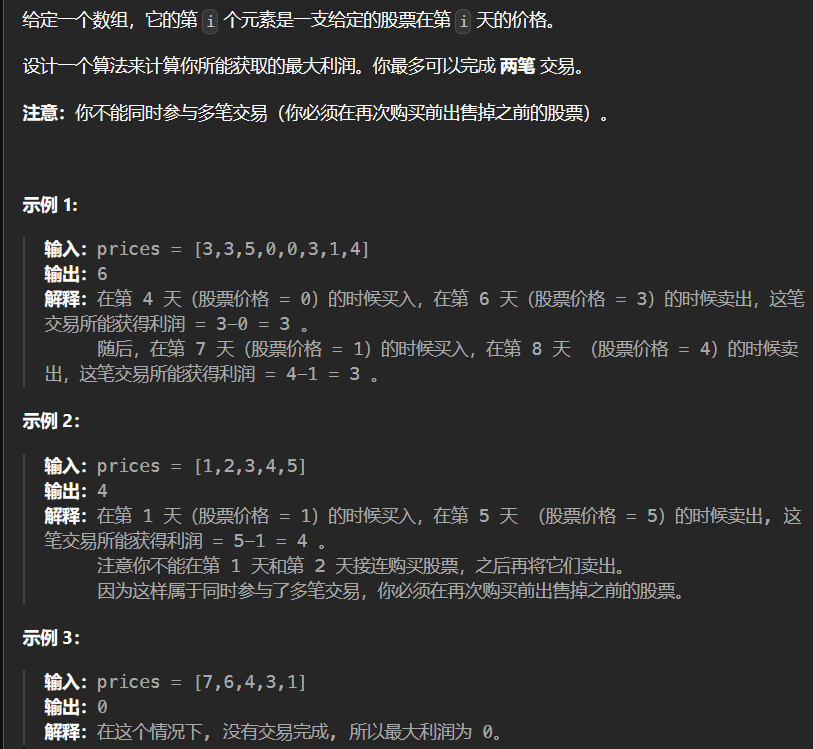 给定一个数组，它的第 i 个元素是一支给定的股票在第 i 天的价格。
设计一个算法来计算你所能获取的最大利润。你最多可以完成 两笔 交易。
注意：你不能同时参与多笔交易（你必须在再次购买前出售掉之前的股票）。
示例 1:
输入：prices = [3,3,5,0,0,3,1,4]
输出：6
解释：在第 4 天（股票价格 = 0）的时候买入，在第 6 天（股票价格 = 3）的时候卖出，这笔
交易所能获得利润 = 3-0 = 3 。
随后，在第 7 天（股票价格 = 1）的时候买入，在第 8 天 （股票价格 = 4）的时候卖
出，这笔交易所能获得利润 = 4-1 = 3 。
示例 2：
输入：prices = [1,2,3,4,5]
输出：4
解释：在第 1 天（股票价格 = 1）的时候买入，在第 5 天 （股票价格 = 5）的时候卖出, 这
笔交易所能获得利润 = 5-1 = 4 。
注意你不能在第 1 天和第 2 天接连购买股票，之后再将它们卖出。
因为这样属于同时参与了多笔交易，你必须在再次购买前出售掉之前的股票。
示例 3：
输入：prices = [7,6,4,3,1]
输出：0
解释：在这个情况下, 没有交易完成, 所以最大利润为 0。